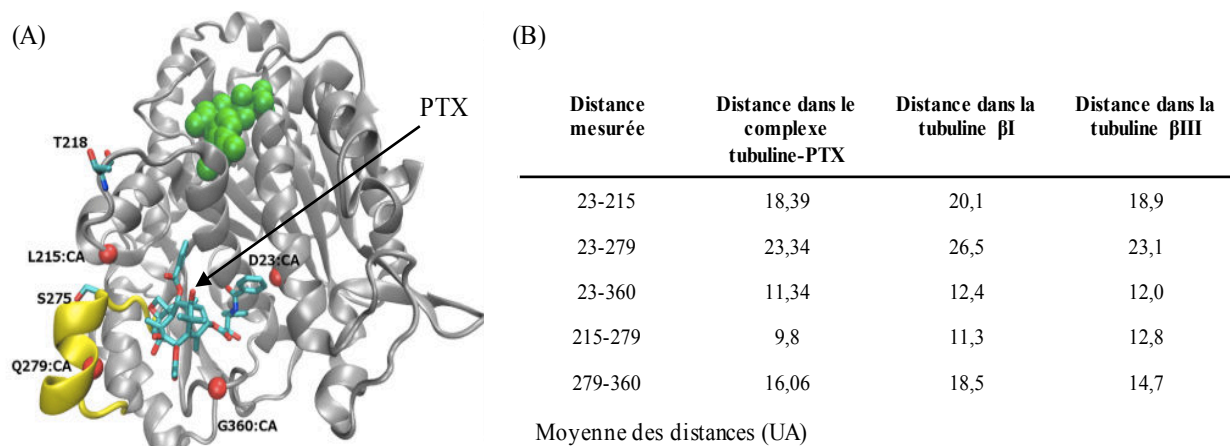 (A)
PTX
T218
L215:CA
D23:CA
S275
Q279:CA
G360:CA
(B)
Distance mesurée Distance dans le complexe tubuline-PTX Distance dans la tubuline βI Distance dans la tubuline βIII
23-215 18,39 20,1 18,9
23-279 23,34 26,5 23,1
23-360 11,34 12,4 12,0
215-279 9,8 11,3 12,8
279-360 16,06 18,5 14,7
Moyenne des distances (UA)